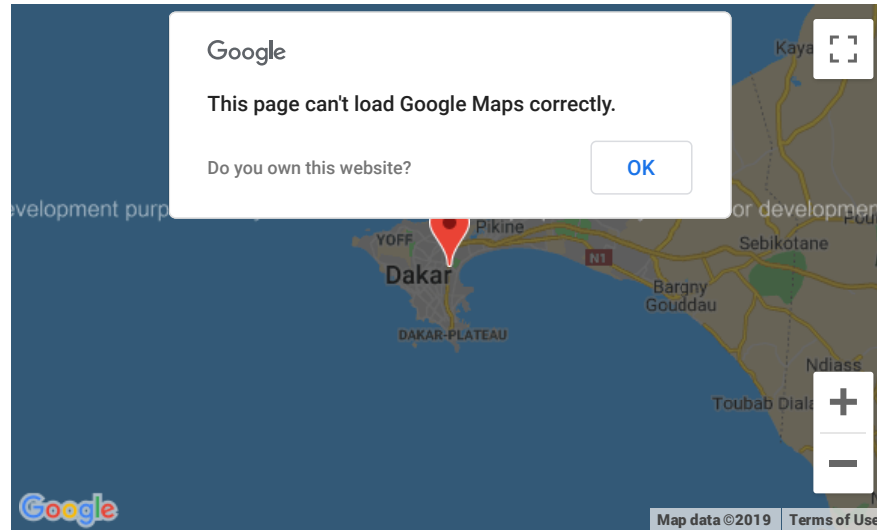 Google
This page can't load Google Maps correctly.
Do you own this website?
OK
Kaya
evelopment purp
or developmen
Pikine
YOFF
Sebikotane
Dakar
N1
Bargny
Gouddau
DAKAR-PLATEAU
Ndiass
Toubab Diala
Google
Map data ©2019
Terms of Use